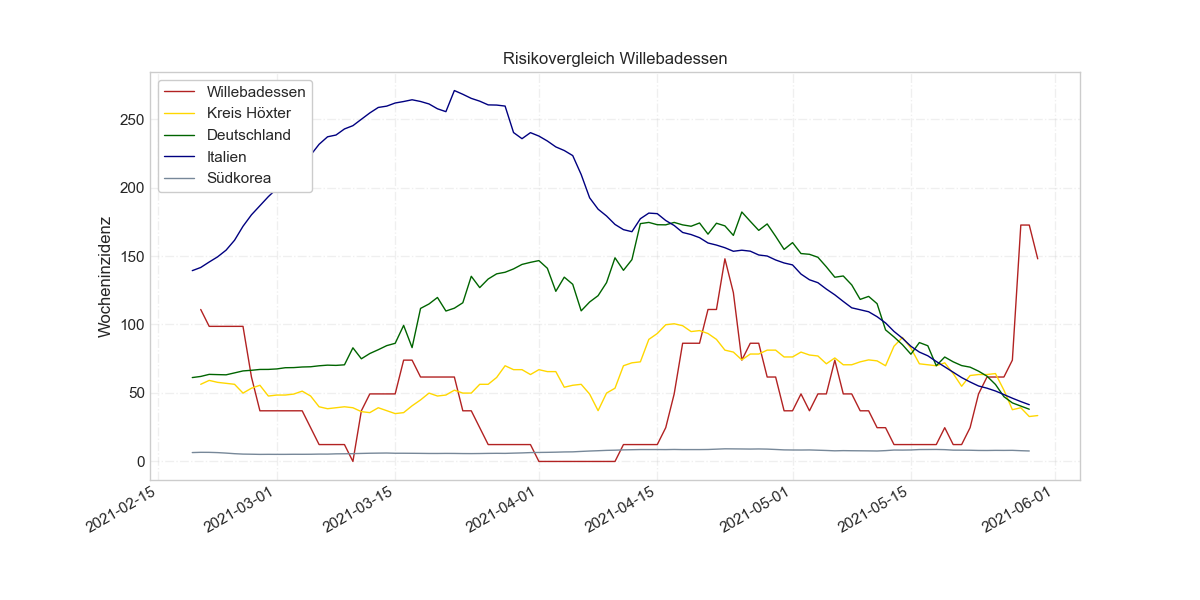 Risikovergleich Willebadessen
Willebadessen
Kreis Höxter
Deutschland
Italien
Südkorea
Wocheninzidenz
250
200
150
100
50
0
2021-02-15
2021-03-01
2021-03-15
2021-04-01
2021-04-15
2021-05-01
2021-05-15
2021-06-01